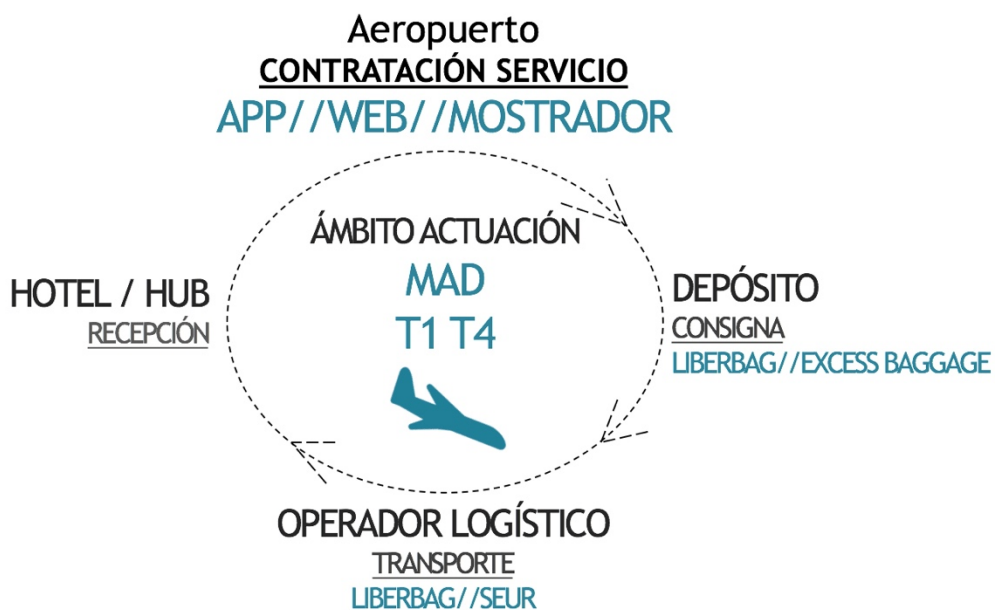 Aeropuerto
CONTRATACIÓN SERVICIO
APP//WEB//MOSTRADOR
ÁMBITO ACTUACIÓN
MAD
T1 T4
HOTEL / HUB
RECEPCIÓN
DEPÓSITO
CONSIGNA
LIBERBAG//EXCESS BAGGAGE
OPERADOR LOGÍSTICO
TRANSPORTE
LIBERBAG//SEUR